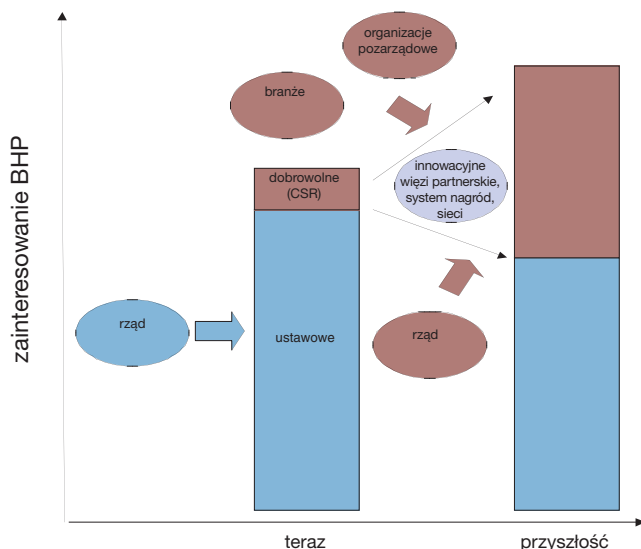 organizacje
pozarządowe
branże
innowacyjne
więzi partnerskie,
system nagród,
sieci
dobrowolne
(CSR)
rząd
ustawowe
rząd
zainteresowanie BHP
teraz
przyszłość